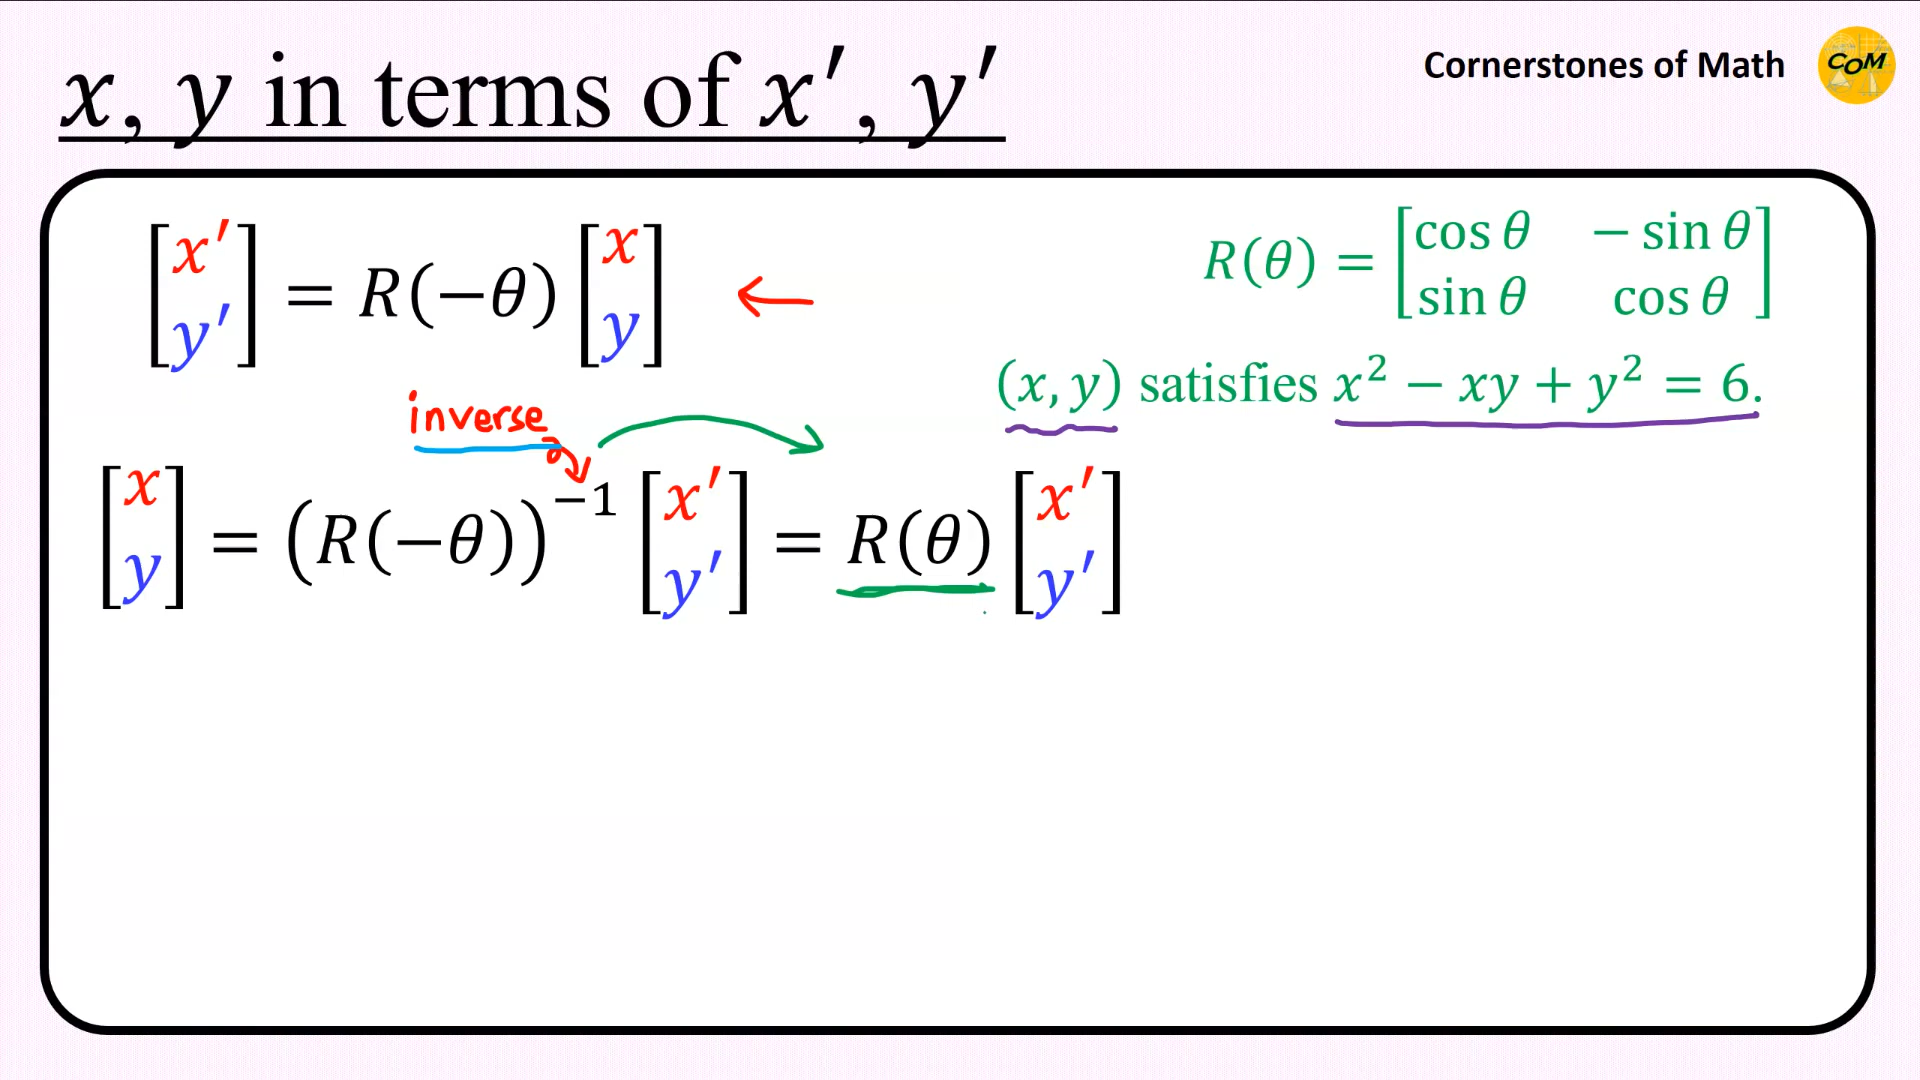 x, y in terms of x′, y′
Cornerstones of Math
COM
[x′ y′] = R(−θ) [x y]
R(θ) = [cos θ − sin θ sin θ cos θ]
(x, y) satisfies x² − xy + y² = 6.
inverse
[x y] = (R(−θ))⁻¹ [x′ y′] = R(θ) [x′ y′]